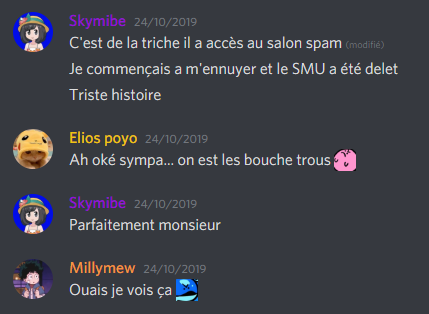 Skymibe 24/10/2019
C'est de la triche il a accès au salon spam (modifié)
Je commençais a m'ennuyer et le SMU a été delet
Triste histoire
Elios poyo 24/10/2019
Ah oké sympa... on est les bouche trous
Skymibe 24/10/2019
Parfaitement monsieur
Millymew 24/10/2019
Ouais je vois ça